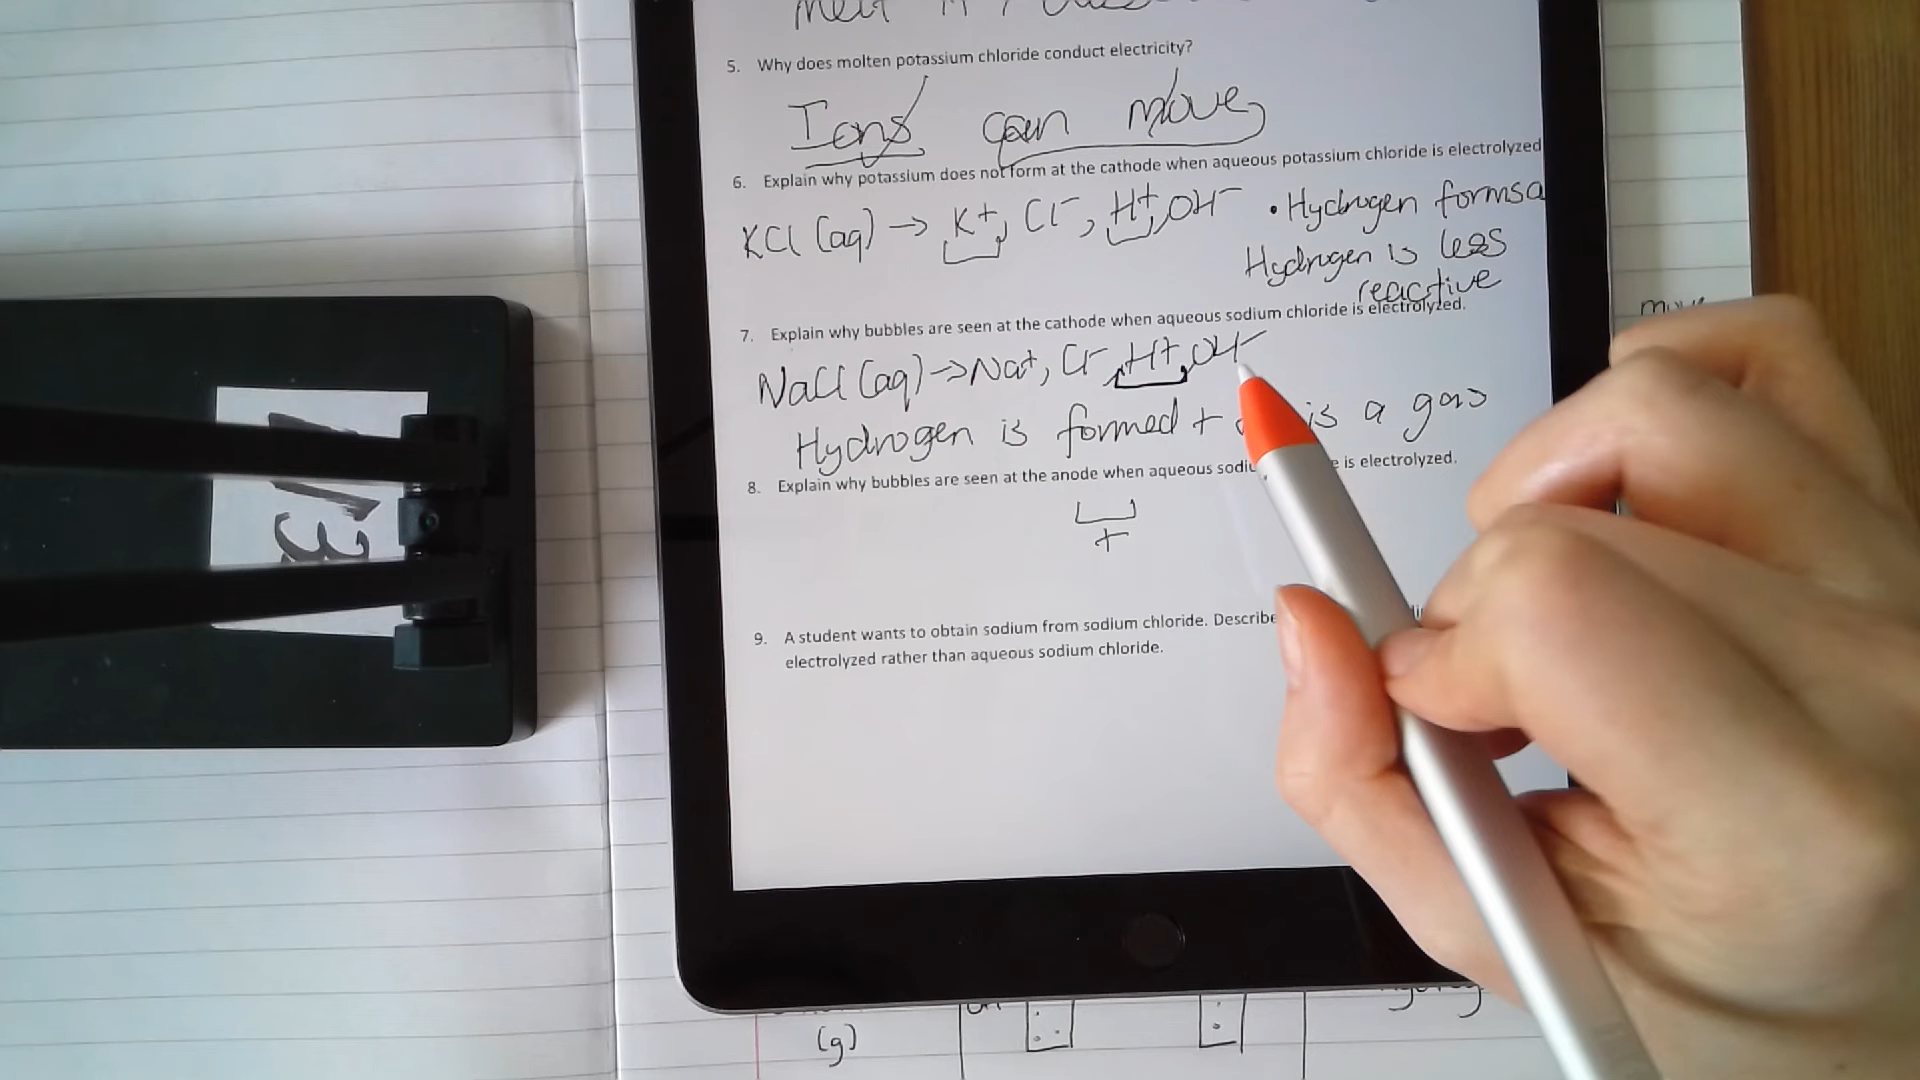 5. Why does molten potassium chloride conduct electricity?
Ions can move
6. Explain why potassium does not form at the cathode when aqueous potassium chloride is electrolyzed
KCl (aq) → K+, Cl-, H+, OH- • Hydrogen forms a
Hydrogen is less
reactive
7. Explain why bubbles are seen at the cathode when aqueous sodium chloride is electrolyzed.
NaCl (aq) → Na+, Cl-, H+, OH-
Hydrogen is formed + is a gas
8. Explain why bubbles are seen at the anode when aqueous is electrolyzed.
+
9. A student wants to obtain sodium from sodium chloride. Describe
electrolyzed rather than aqueous sodium chloride.
(g)